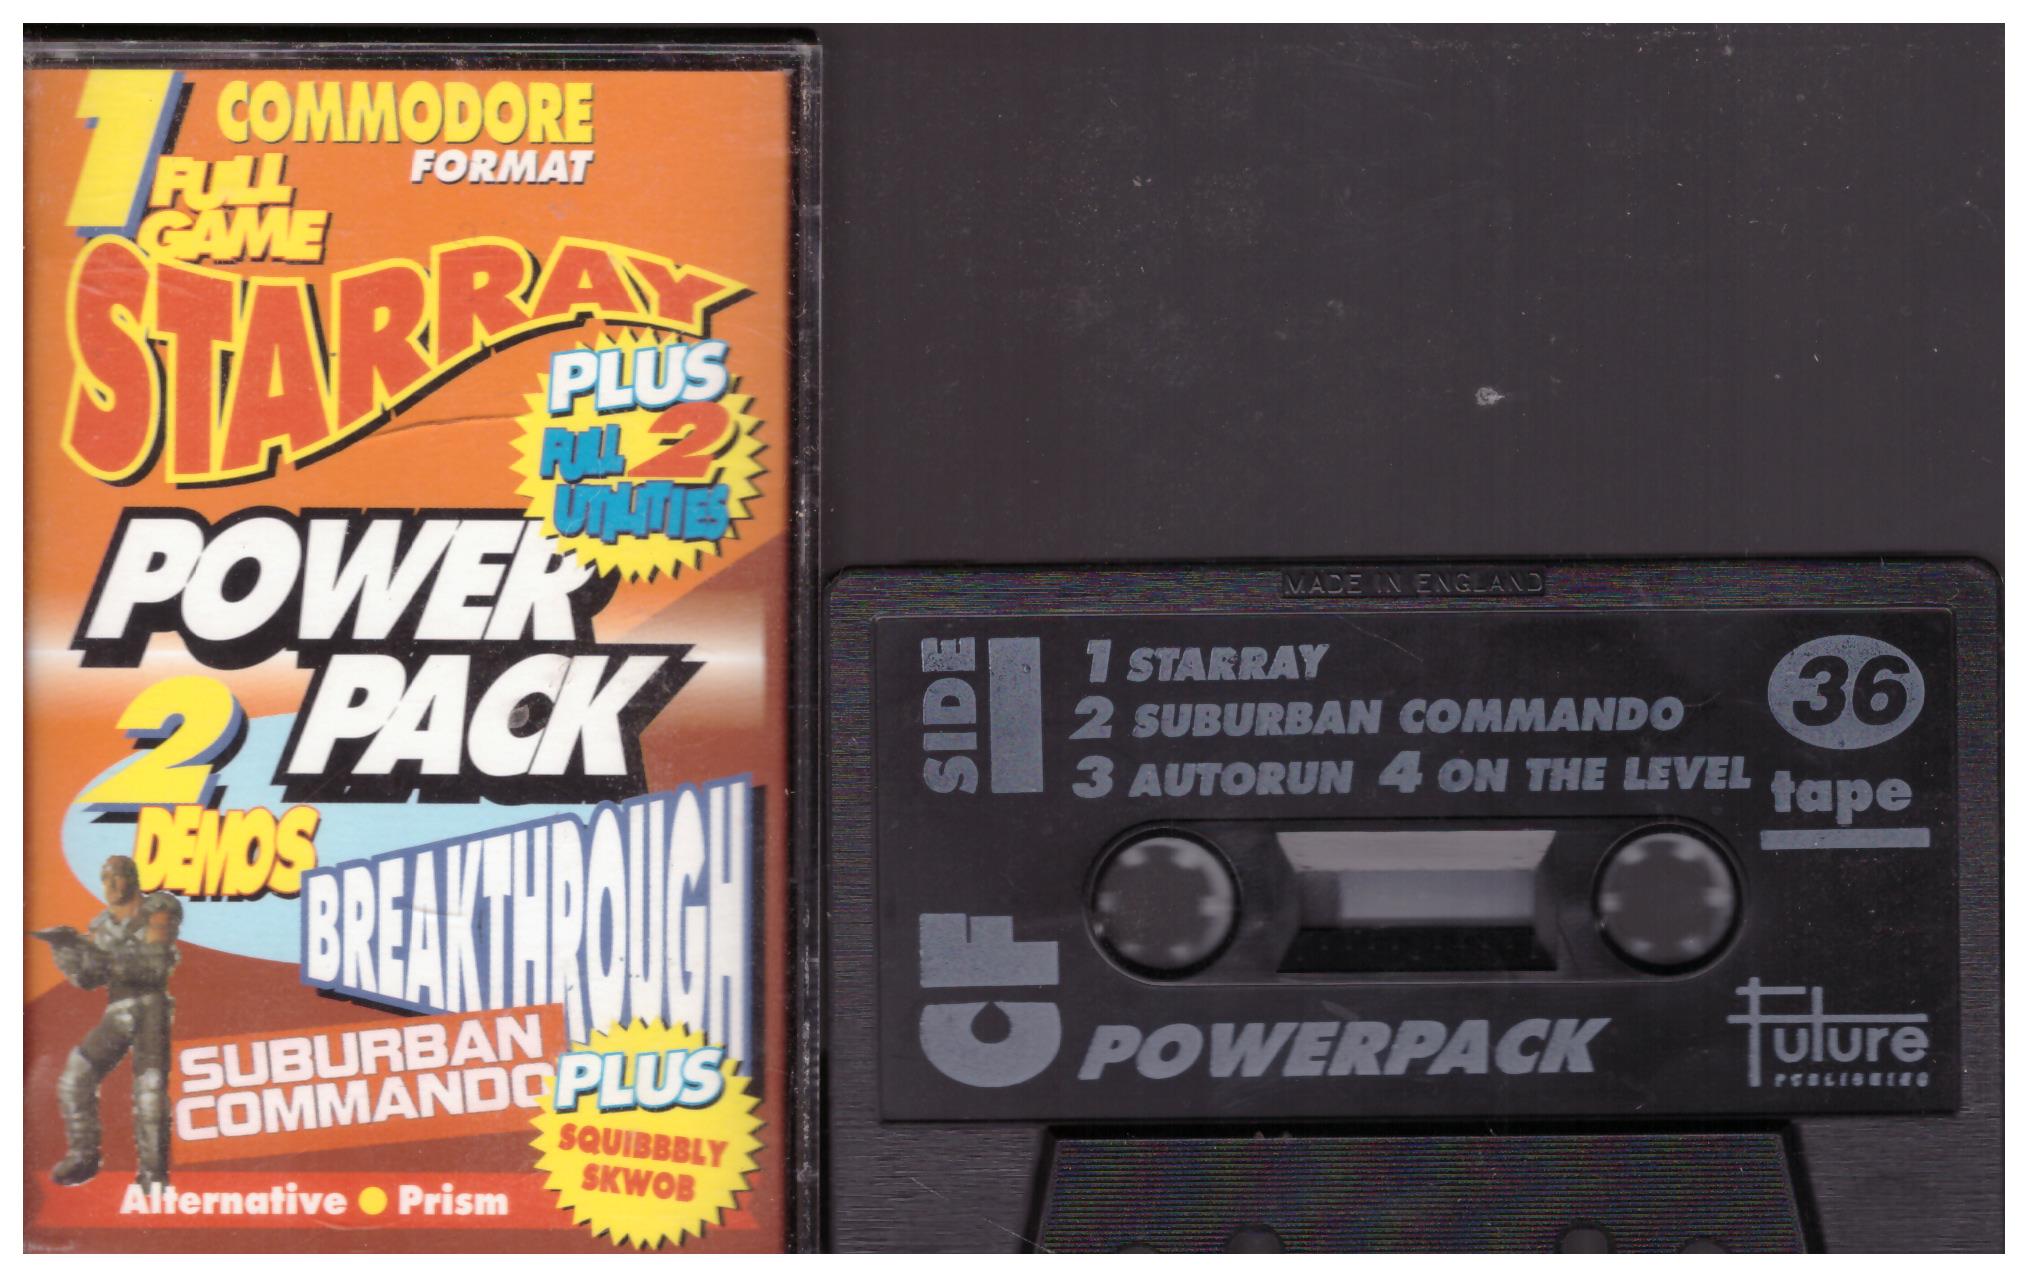 1 COMMODORE
FORMAT
FULL
GAME
STARRAY
PLUS
FULL 2
UTILITIES
POWER
PACK
2
DEMOS
BREAKTHROUGH
SUBURBAN
COMMANDO
PLUS
SQUIBBBLY
SKWOB
Alternative ● Prism
MADE IN ENGLAND
SIDE 1
1 STARRAY
2 SUBURBAN COMMANDO
3 AUTORUN 4 ON THE LEVEL
36
tape
CF
POWERPACK
Future
PUBLISHING